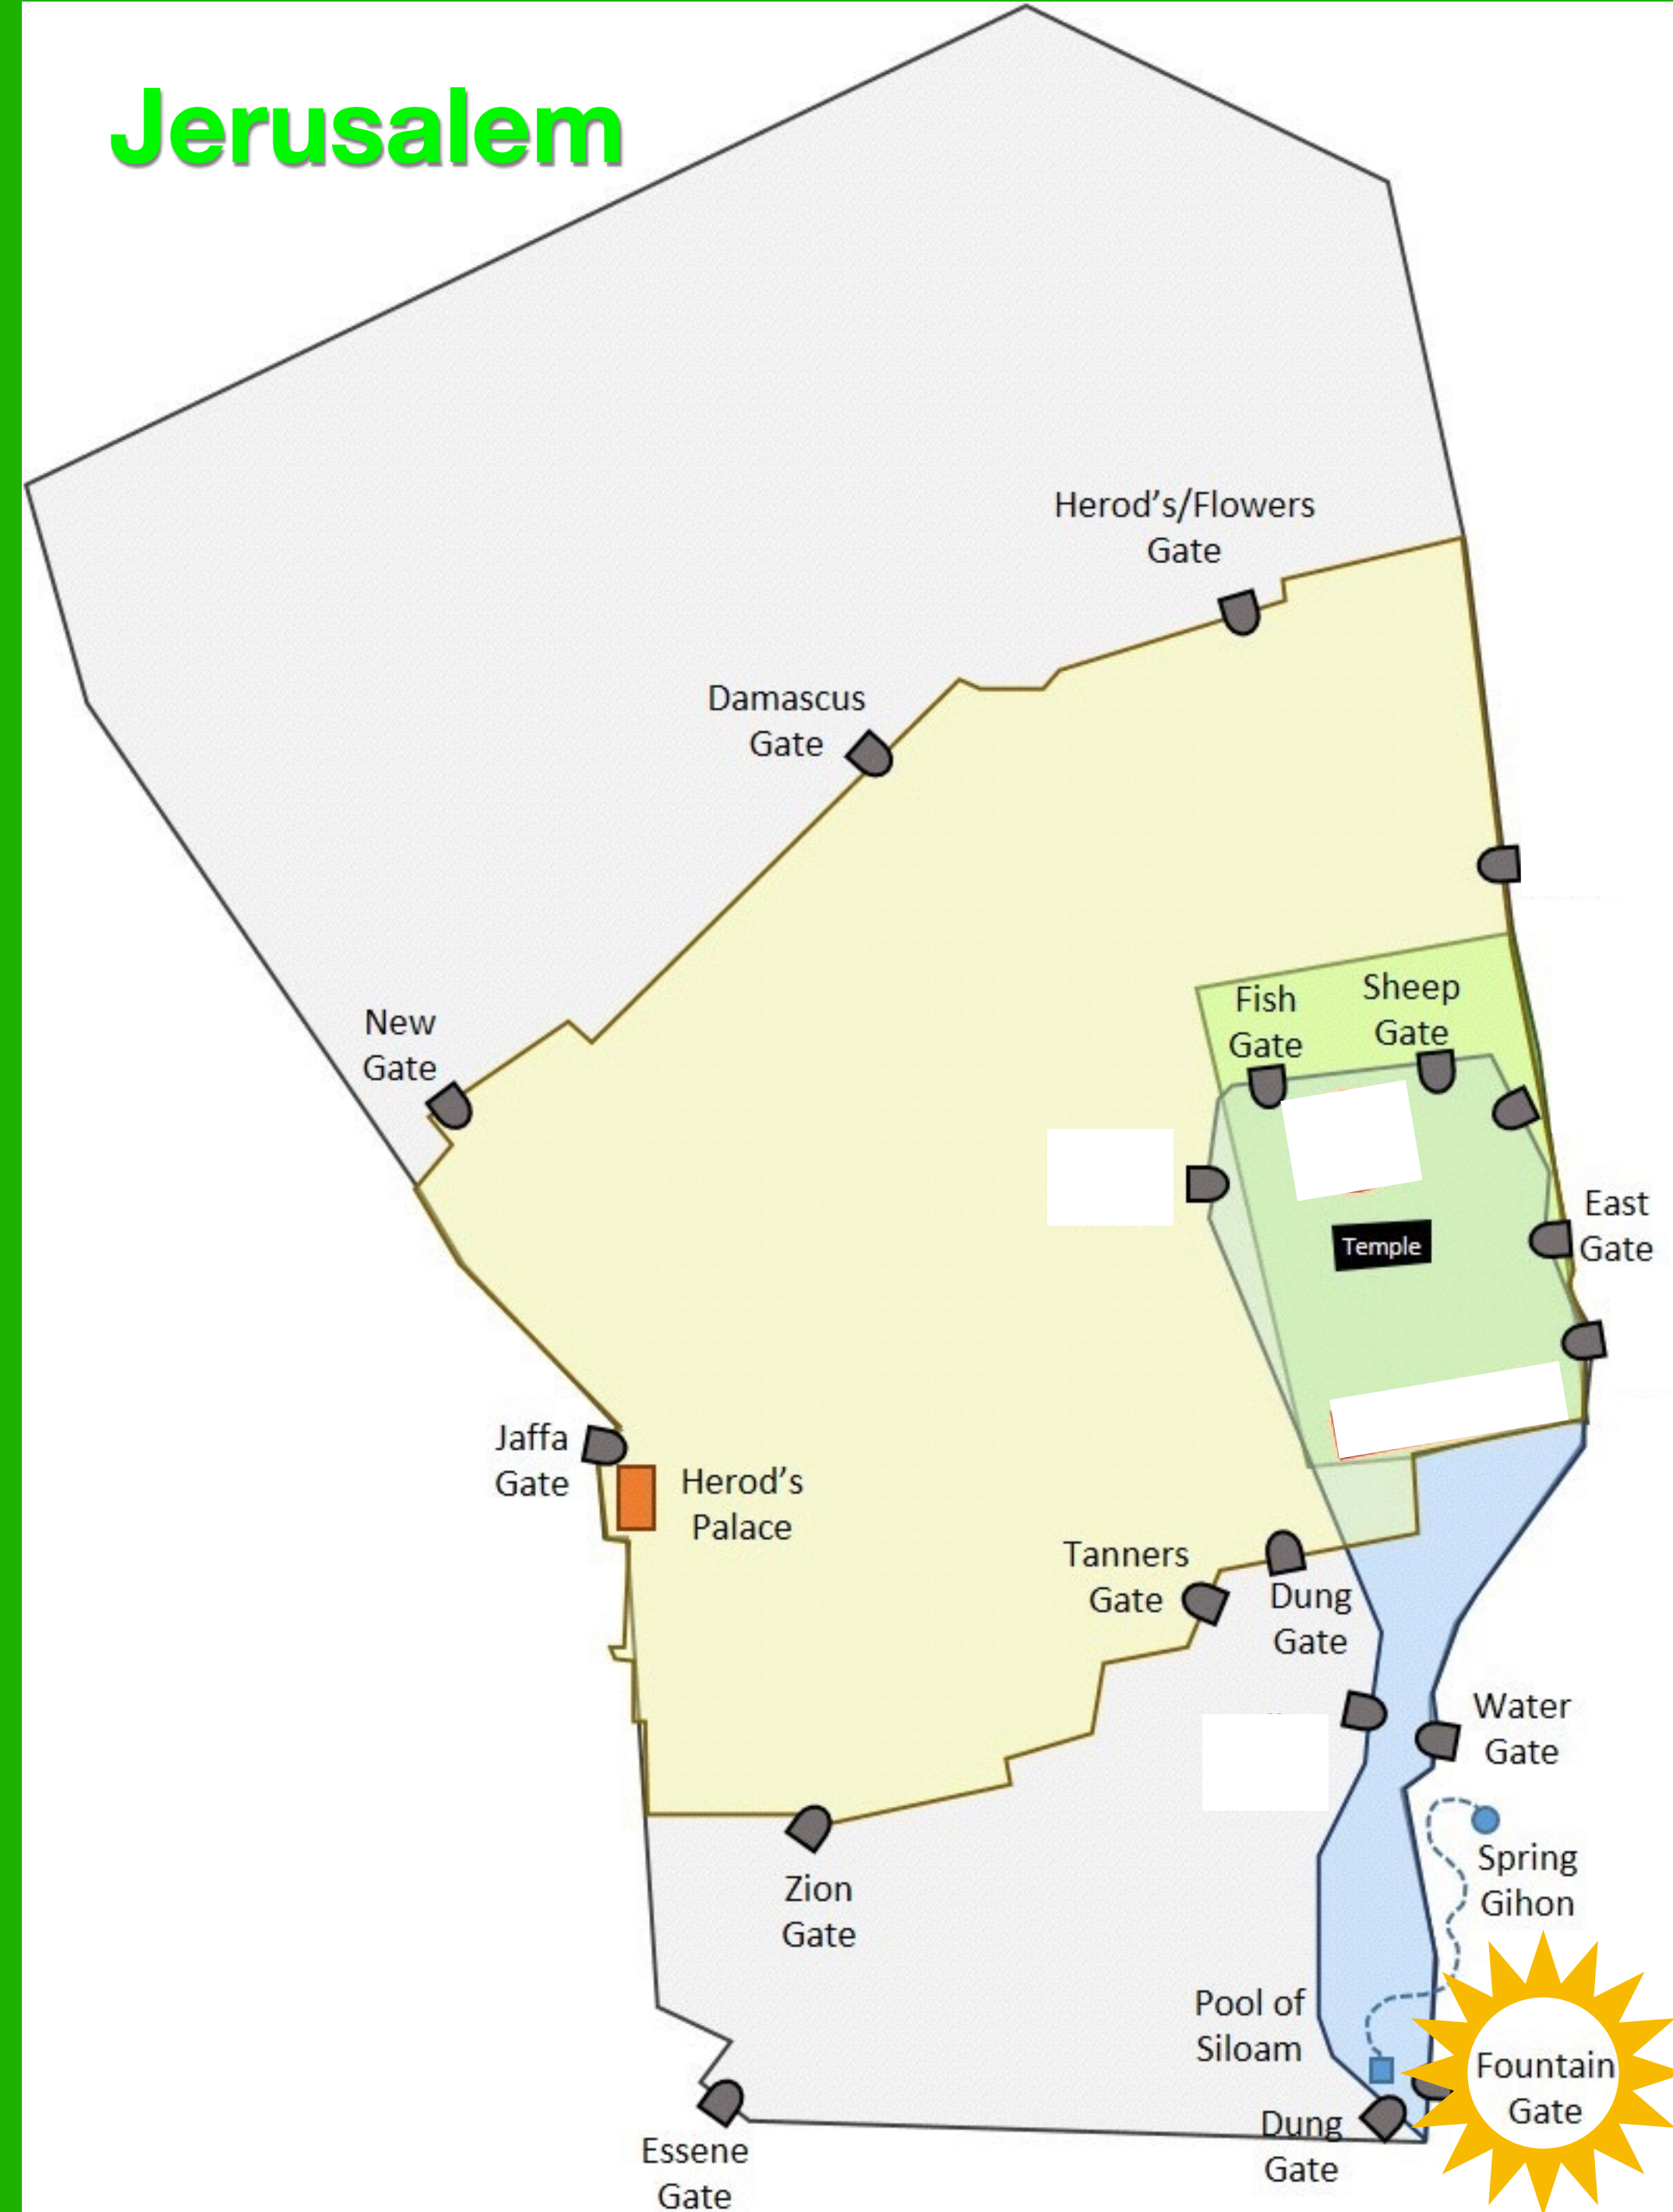 Jerusalem
Herod's/Flowers
Gate
Damascus
Gate
Fish
Gate
Sheep
Gate
New
Gate
East
Gate
Temple
Jaffa
Gate
Herod's
Palace
Tanners
Gate
Dung
Gate
Water
Gate
Spring
Gihon
Zion
Gate
Pool of
Siloam
Fountain
Gate
Dung
Gate
Essene
Gate